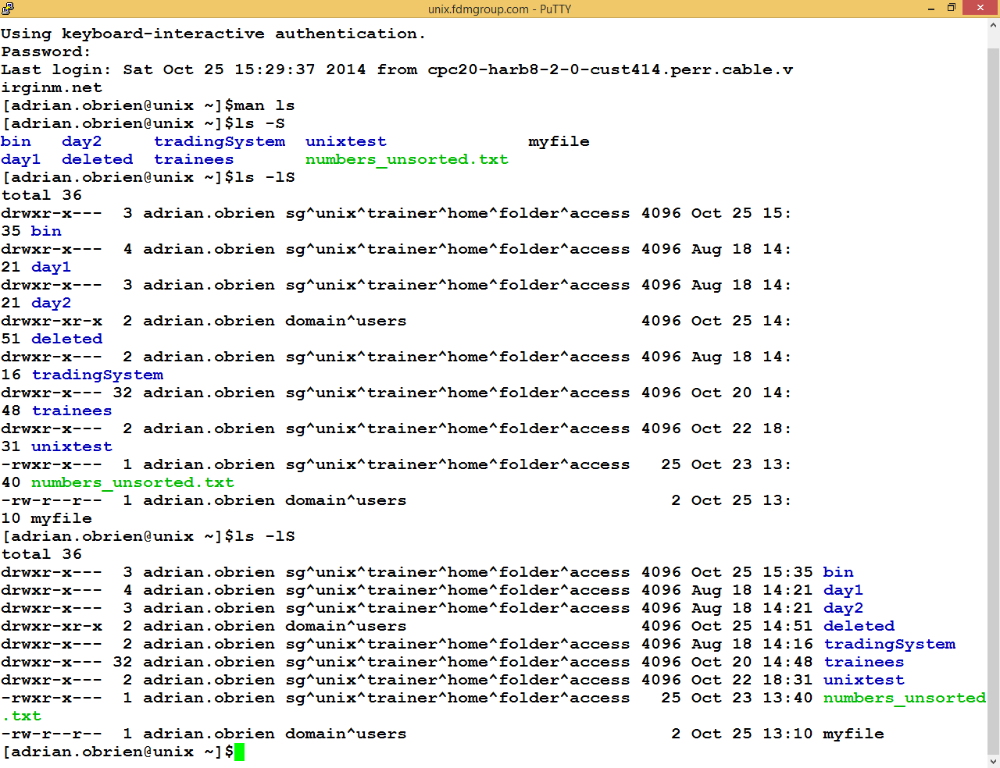 unix.fdmgroup.com - PuTTY
Using keyboard-interactive authentication.
Password:
Last login: Sat Oct 25 15:29:37 2014 from cpc20-harb8-2-0-cust414.perr.cable.v
irginm.net
[adrian.obrien@unix ~]$man ls
[adrian.obrien@unix ~]$ls -S
bin   day2     tradingSystem  unixtest              myfile
day1  deleted  trainees       numbers_unsorted.txt
[adrian.obrien@unix ~]$ls -lS
total 36
drwxr-x---  3 adrian.obrien sg^unix^trainer^home^folder^access 4096 Oct 25 15:
35 bin
drwxr-x---  4 adrian.obrien sg^unix^trainer^home^folder^access 4096 Aug 18 14:
21 day1
drwxr-x---  3 adrian.obrien sg^unix^trainer^home^folder^access 4096 Aug 18 14:
21 day2
drwxr-xr-x  2 adrian.obrien domain^users                       4096 Oct 25 14:
51 deleted
drwxr-x---  2 adrian.obrien sg^unix^trainer^home^folder^access 4096 Aug 18 14:
16 tradingSystem
drwxr-x--- 32 adrian.obrien sg^unix^trainer^home^folder^access 4096 Oct 20 14:
48 trainees
drwxr-x---  2 adrian.obrien sg^unix^trainer^home^folder^access 4096 Oct 22 18:
31 unixtest
-rwxr-x---  1 adrian.obrien sg^unix^trainer^home^folder^access   25 Oct 23 13:
40 numbers_unsorted.txt
-rw-r--r--  1 adrian.obrien domain^users                          2 Oct 25 13:
10 myfile
[adrian.obrien@unix ~]$ls -lS
total 36
drwxr-x---  3 adrian.obrien sg^unix^trainer^home^folder^access 4096 Oct 25 15:35 bin
drwxr-x---  4 adrian.obrien sg^unix^trainer^home^folder^access 4096 Aug 18 14:21 day1
drwxr-x---  3 adrian.obrien sg^unix^trainer^home^folder^access 4096 Aug 18 14:21 day2
drwxr-xr-x  2 adrian.obrien domain^users                       4096 Oct 25 14:51 deleted
drwxr-x---  2 adrian.obrien sg^unix^trainer^home^folder^access 4096 Aug 18 14:16 tradingSystem
drwxr-x--- 32 adrian.obrien sg^unix^trainer^home^folder^access 4096 Oct 20 14:48 trainees
drwxr-x---  2 adrian.obrien sg^unix^trainer^home^folder^access 4096 Oct 22 18:31 unixtest
-rwxr-x---  1 adrian.obrien sg^unix^trainer^home^folder^access   25 Oct 23 13:40 numbers_unsorted
.txt
-rw-r--r--  1 adrian.obrien domain^users                          2 Oct 25 13:10 myfile
[adrian.obrien@unix ~]$